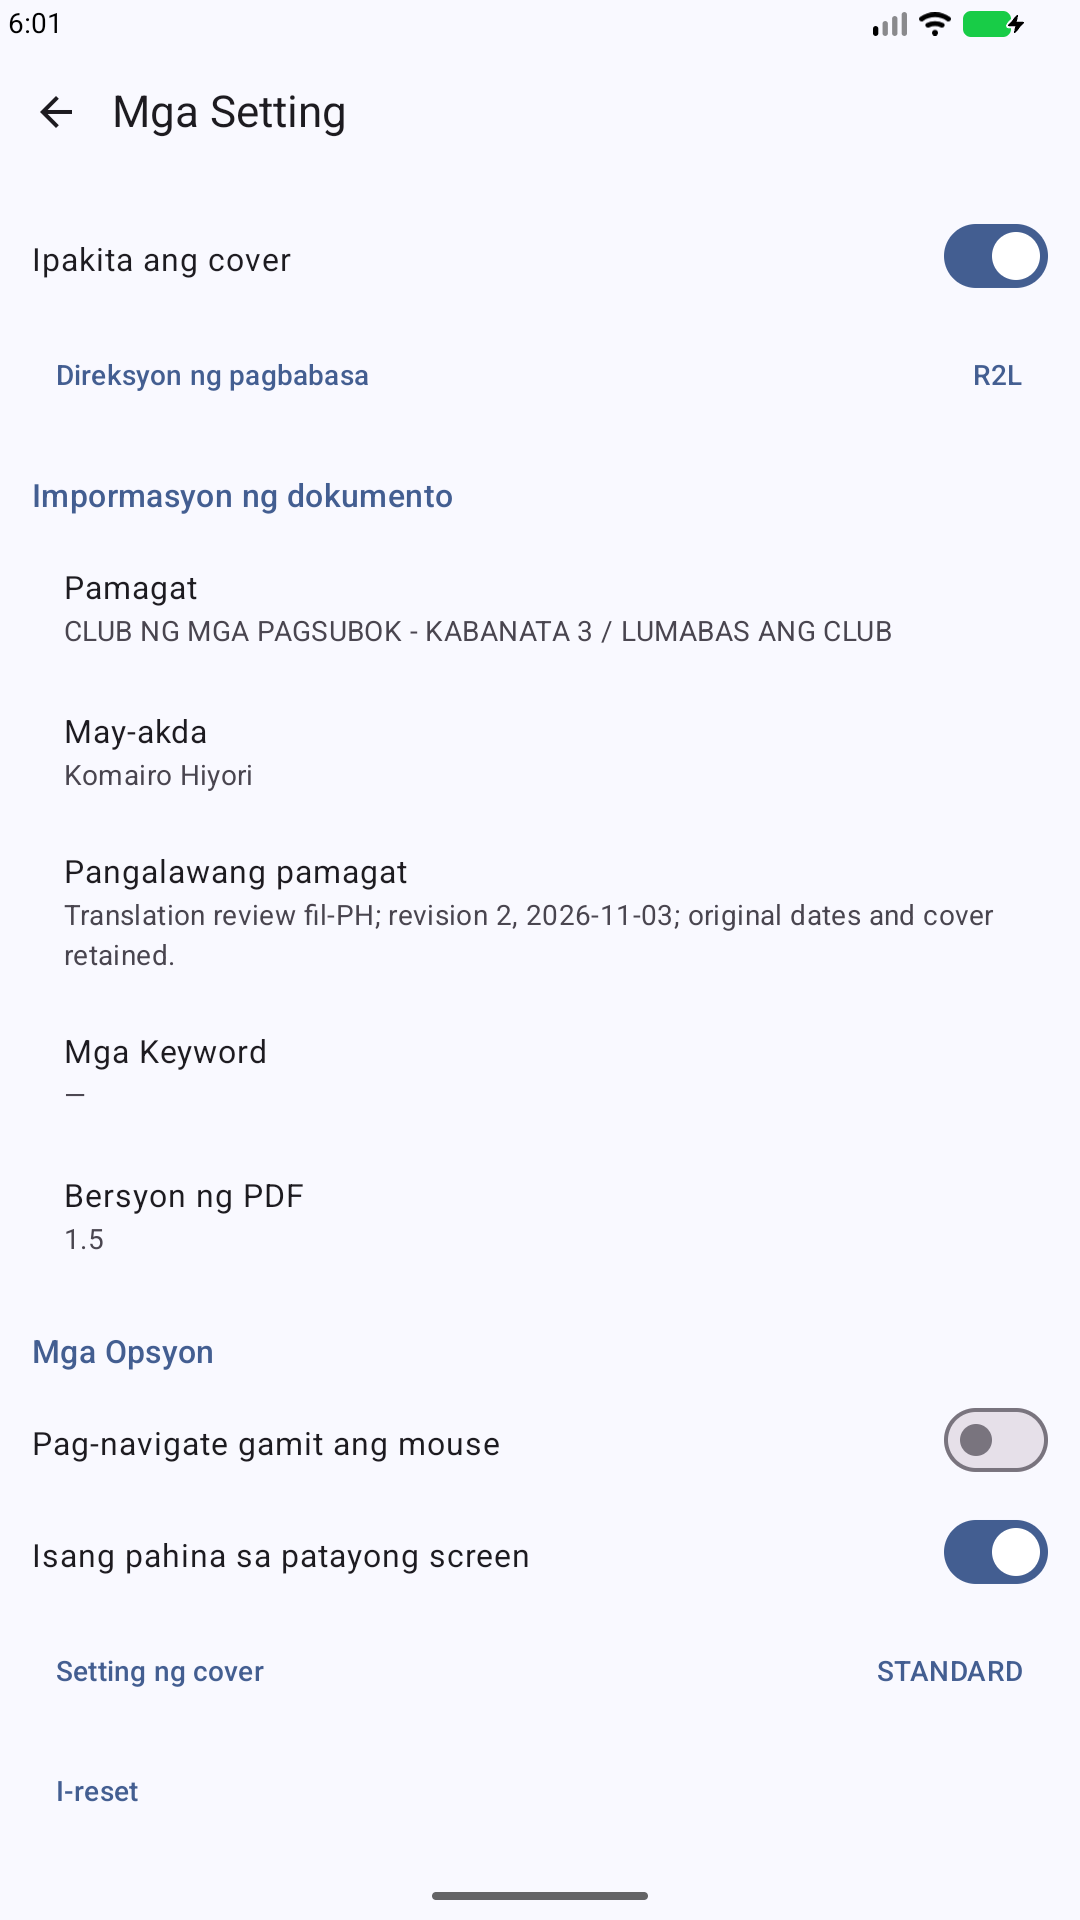 6:01
Mga Setting
Ipakita ang cover
Direksyon ng pagbabasa R2L
Impormasyon ng dokumento
Pamagat
CLUB NG MGA PAGSUBOK - KABANATA 3 / LUMABAS ANG CLUB
May-akda
Komairo Hiyori
Pangalawang pamagat
Translation review fil-PH; revision 2, 2026-11-03; original dates and cover
retained.
Mga Keyword
—
Bersyon ng PDF
1.5
Mga Opsyon
Pag-navigate gamit ang mouse
Isang pahina sa patayong screen
Setting ng cover STANDARD
I-reset